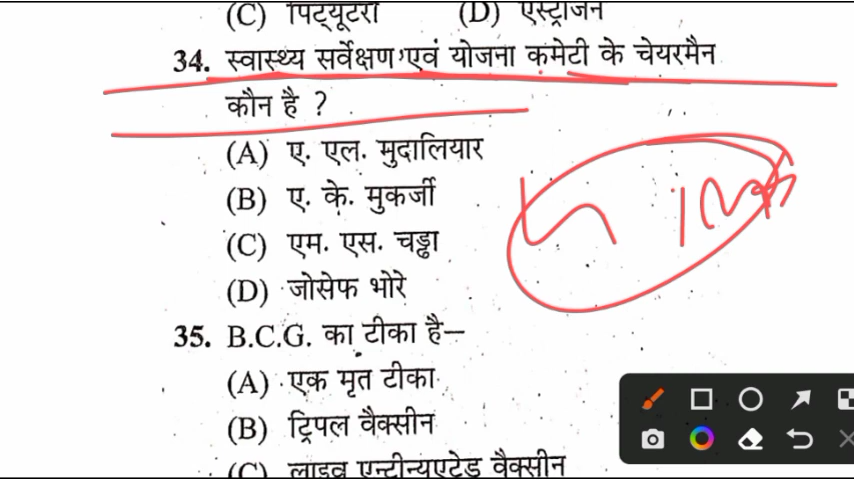 (C) पिट्यूटरी (D) एस्ट्रोजन
34. स्वास्थ्य सर्वेक्षण एवं योजना कमेटी के चेयरमैन
कौन है ?
(A) ए. एल. मुदालियार
(B) ए. के. मुकर्जी
(C) एम. एस. चड्ढा
(D) जोसेफ भोरे
35. B.C.G. का टीका है—
(A) एक मृत टीका
(B) ट्रिपल वैक्सीन
(C) लाइव एन्टीन्यूएटेड वैक्सीन